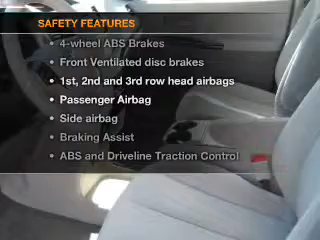 SAFETY FEATURES
• 4-wheel ABS Brakes
• Front Ventilated disc brakes
• 1st, 2nd and 3rd row head airbags
• Passenger Airbag
• Side airbag
• Braking Assist
• ABS and Driveline Traction Control